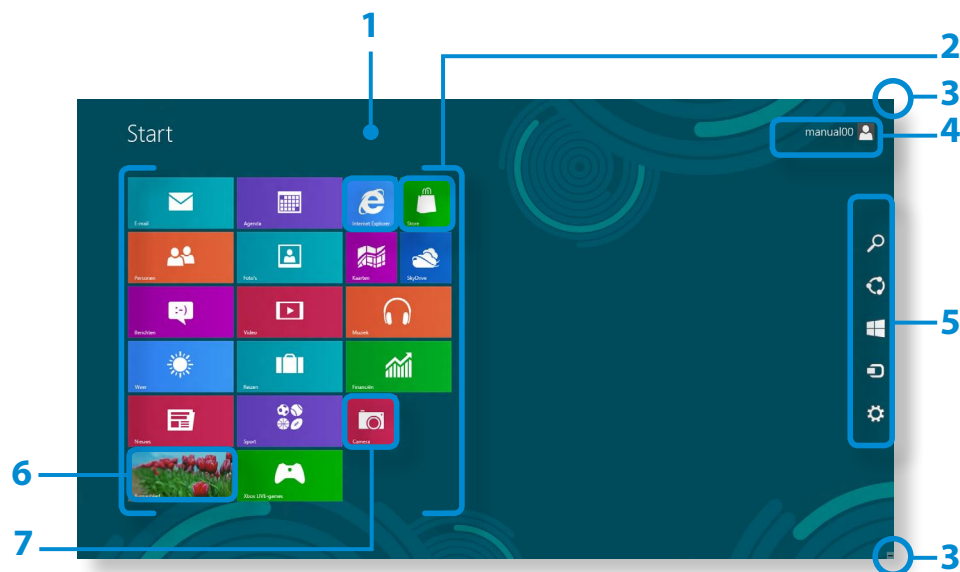 1
2
3
Start
manual00
4
E-mail
Agenda
Internet Explorer
Store
Personen
Foto's
Kaarten
SkyDrive
Berichten
Video
Muziek
5
Weer
Reizen
Financiën
Nieuws
Sport
Camera
6
Bureaublad
Xbox LIVE-games
7
3